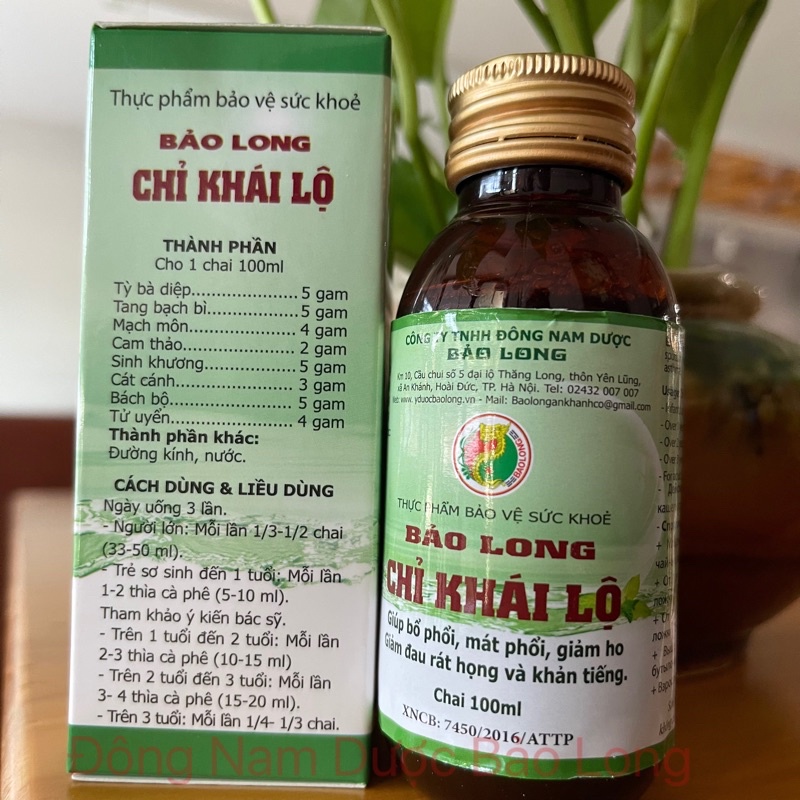 Thực phẩm bảo vệ sức khoẻ
BẢO LONG
CHỈ KHÁI LỘ
THÀNH PHẦN
Cho 1 chai 100ml
Tỳ bà diệp........................ 5 gam
Tang bạch bì..................... 5 gam
Mạch môn........................ 4 gam
Cam thảo......................... 2 gam
Sinh khương..................... 5 gam
Cát cánh.......................... 3 gam
Bách bộ........................... 5 gam
Tử uyển........................... 4 gam
Thành phần khác:
Đường kính, nước.
CÁCH DÙNG & LIỀU DÙNG
Ngày uống 3 lần.
- Người lớn: Mỗi lần 1/3-1/2 chai
(33-50 ml).
- Trẻ sơ sinh đến 1 tuổi: Mỗi lần
1-2 thìa cà phê (5-10 ml).
Tham khảo ý kiến bác sỹ.
- Trên 1 tuổi đến 2 tuổi: Mỗi lần
2-3 thìa cà phê (10-15 ml)
- Trên 2 tuổi đến 3 tuổi: Mỗi lần
3- 4 thìa cà phê (15-20 ml).
- Trên 3 tuổi: Mỗi lần 1/4- 1/3 chai.
CÔNG TY TNHH ĐÔNG NAM DƯỢC
BẢO LONG
Km 10, Cầu chui số 5 đại lộ Thăng Long, thôn Yên Lũng,
xã An Khánh, Hoài Đức, TP. Hà Nội. Tel: 02432 007 007
Web: www.yduocbaolong.vn - Mail: Baolongankhanhco@gmail.com
BAOLONG
THỰC PHẨM BẢO VỆ SỨC KHOẺ
BẢO LONG
CHỈ KHÁI LỘ
Giúp bổ phổi, mát phổi, giảm ho
Giảm đau rát họng và khản tiếng.
Chai 100ml
XNCB: 7450/2016/ATTP
Đông Nam Dược Bảo Long